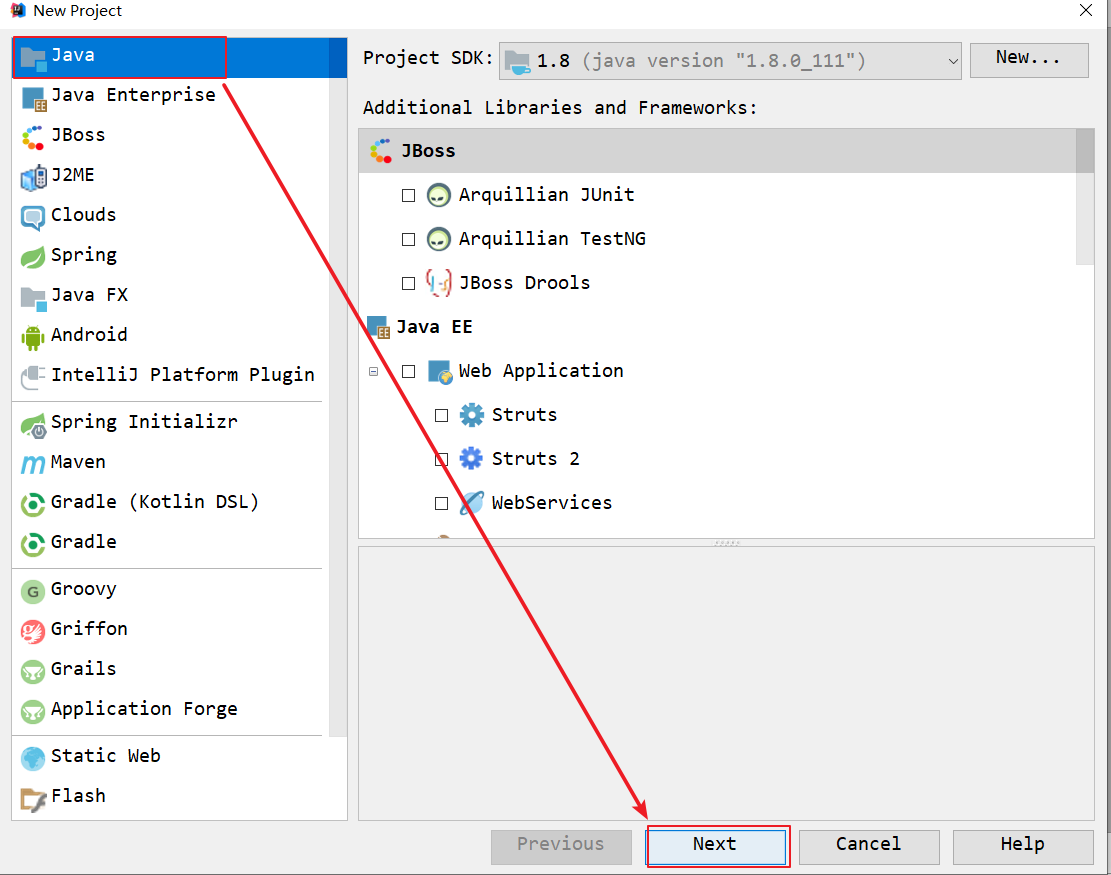 New Project
Java
Java Enterprise
JBoss
J2ME
Clouds
Spring
Java FX
Android
IntelliJ Platform Plugin
Spring Initializr
Maven
Gradle (Kotlin DSL)
Gradle
Groovy
Griffon
Grails
Application Forge
Static Web
Flash
Project SDK: 1.8 (java version "1.8.0_111") New...
Additional Libraries and Frameworks:
JBoss
Arquillian JUnit
Arquillian TestNG
JBoss Drools
Java EE
Web Application
Struts
Struts 2
WebServices
Previous Next Cancel Help